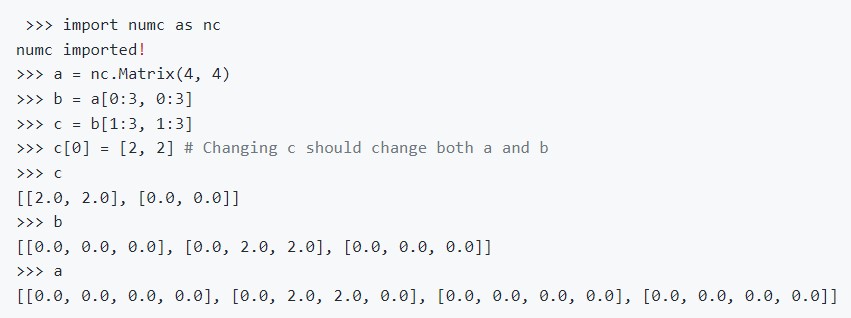 >>> import numc as nc
numc imported!
>>> a = nc.Matrix(4, 4)
>>> b = a[0:3, 0:3]
>>> c = b[1:3, 1:3]
>>> c[0] = [2, 2] # Changing c should change both a and b
>>> c
[[2.0, 2.0], [0.0, 0.0]]
>>> b
[[0.0, 0.0, 0.0], [0.0, 2.0, 2.0], [0.0, 0.0, 0.0]]
>>> a
[[0.0, 0.0, 0.0, 0.0], [0.0, 2.0, 2.0, 0.0], [0.0, 0.0, 0.0, 0.0], [0.0, 0.0, 0.0, 0.0]]